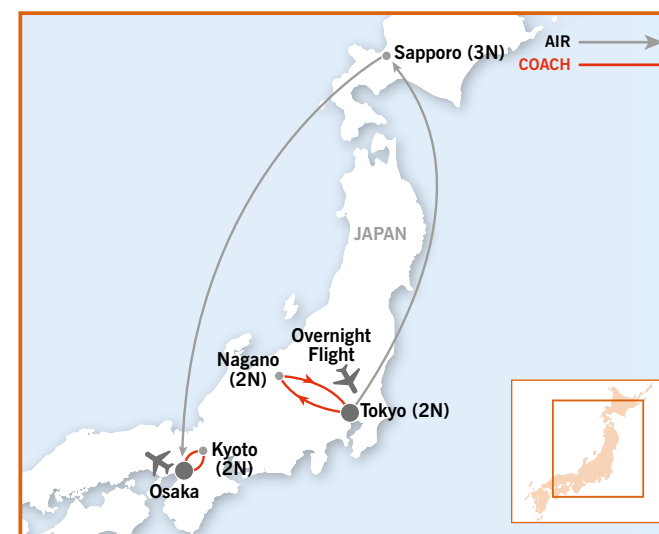 Sapporo (3N)
AIR
COACH
JAPAN
Overnight
Flight
Nagano
(2N)
Tokyo (2N)
Kyoto
(2N)
Osaka